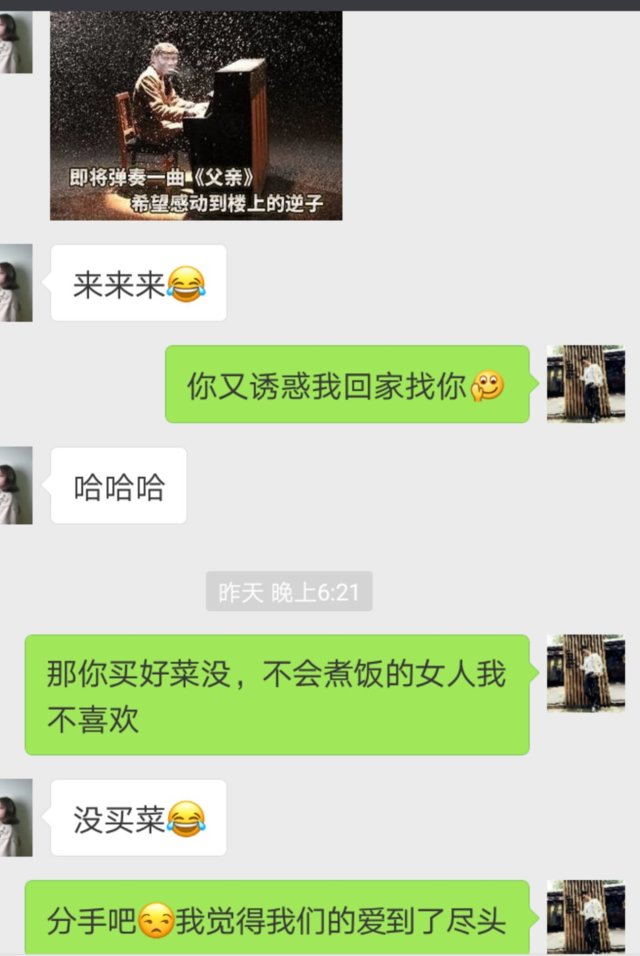 即将弹奏一曲《父亲》
希望感动到楼上的逆子
来来来😂
你又诱惑我回家找你🤗
哈哈哈
昨天 晚上6:21
那你买好菜没，不会煮饭的女人我
不喜欢
没买菜😂
分手吧😒我觉得我们的爱到了尽头